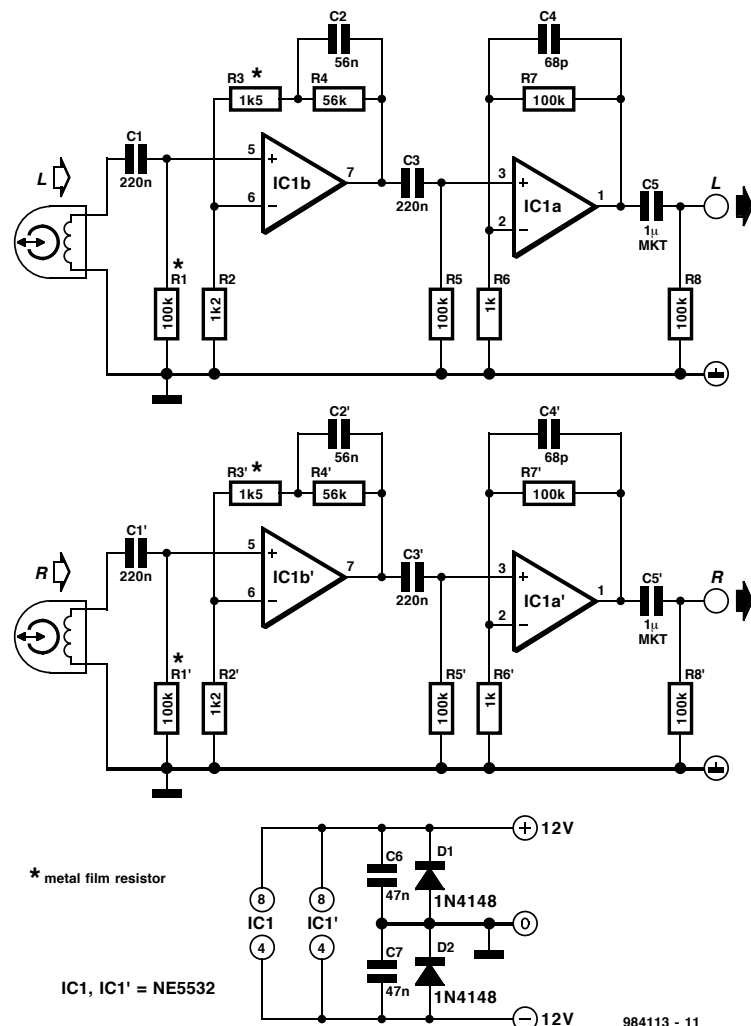 C2
56n
R3 * R4
1k5 56k
C4
68p
R7
100k
C1
220n
L
5 + IC1b 7
6 −
C3
220n
3 + IC1a 1
2 −
C5
1µ
MKT
L
*
R1
100k
R2
1k2
R5
100k
R6
1k
R8
100k
C2'
56n
R3' * R4'
1k5 56k
C4'
68p
R7'
100k
C1'
220n
R
5 + IC1b' 7
6 −
C3'
220n
3 + IC1a' 1
2 −
C5'
1µ
MKT
R
*
R1'
100k
R2'
1k2
R5'
100k
R6'
1k
R8'
100k
* metal film resistor
+ 12V
8 8
IC1 IC1'
4 4
C6
47n
D1
1N4148
0
C7
47n
D2
1N4148
− 12V
IC1, IC1' = NE5532
984113 - 11